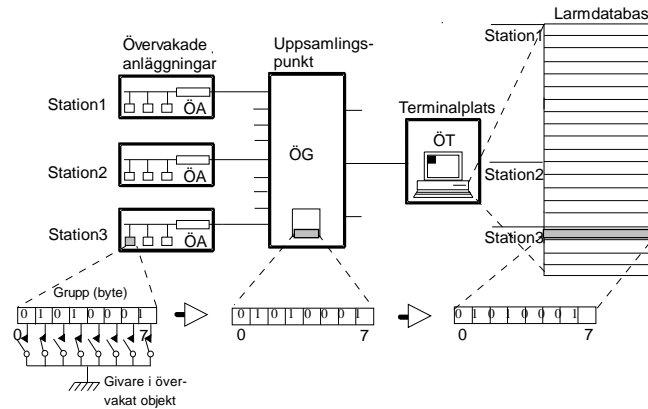 Larmdatabas
Övervakade
anläggningar
Uppsamlings-
punkt
Station1
Station1
ÖA
Terminalplats
ÖG
ÖT
Station2
ÖA
Station2
Station3
ÖA
Station3
Grupp (byte)
0 1 0 1 0 0 0 1
0 1 0 1 0 0 0 1
0 1 0 1 0 0 0 1
0 7
0 7
0 7
Givare i över-
vakat objekt